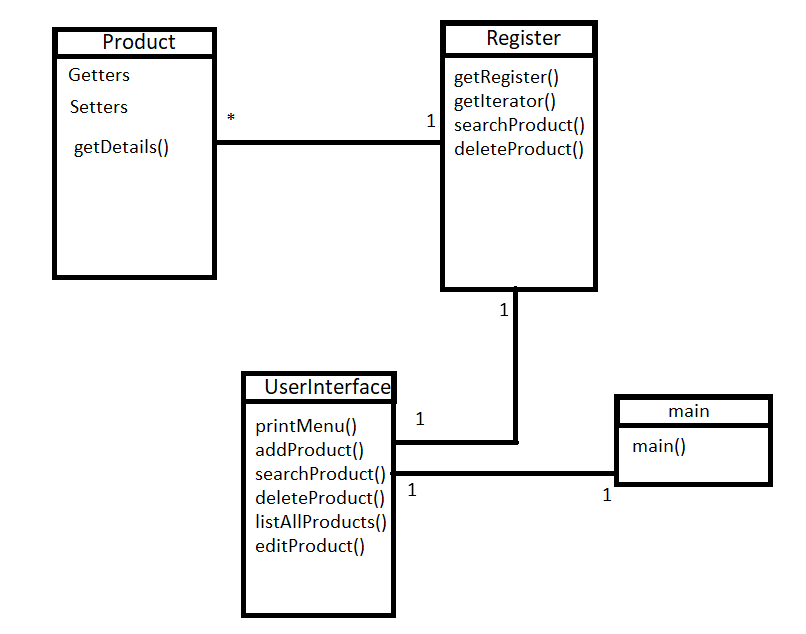 Product
Getters
Setters
getDetails()
*
1
Register
getRegister()
getIterator()
searchProduct()
deleteProduct()
1
UserInterface
printMenu()
addProduct()
searchProduct()
deleteProduct()
listAllProducts()
editProduct()
1
1
1
main
main()